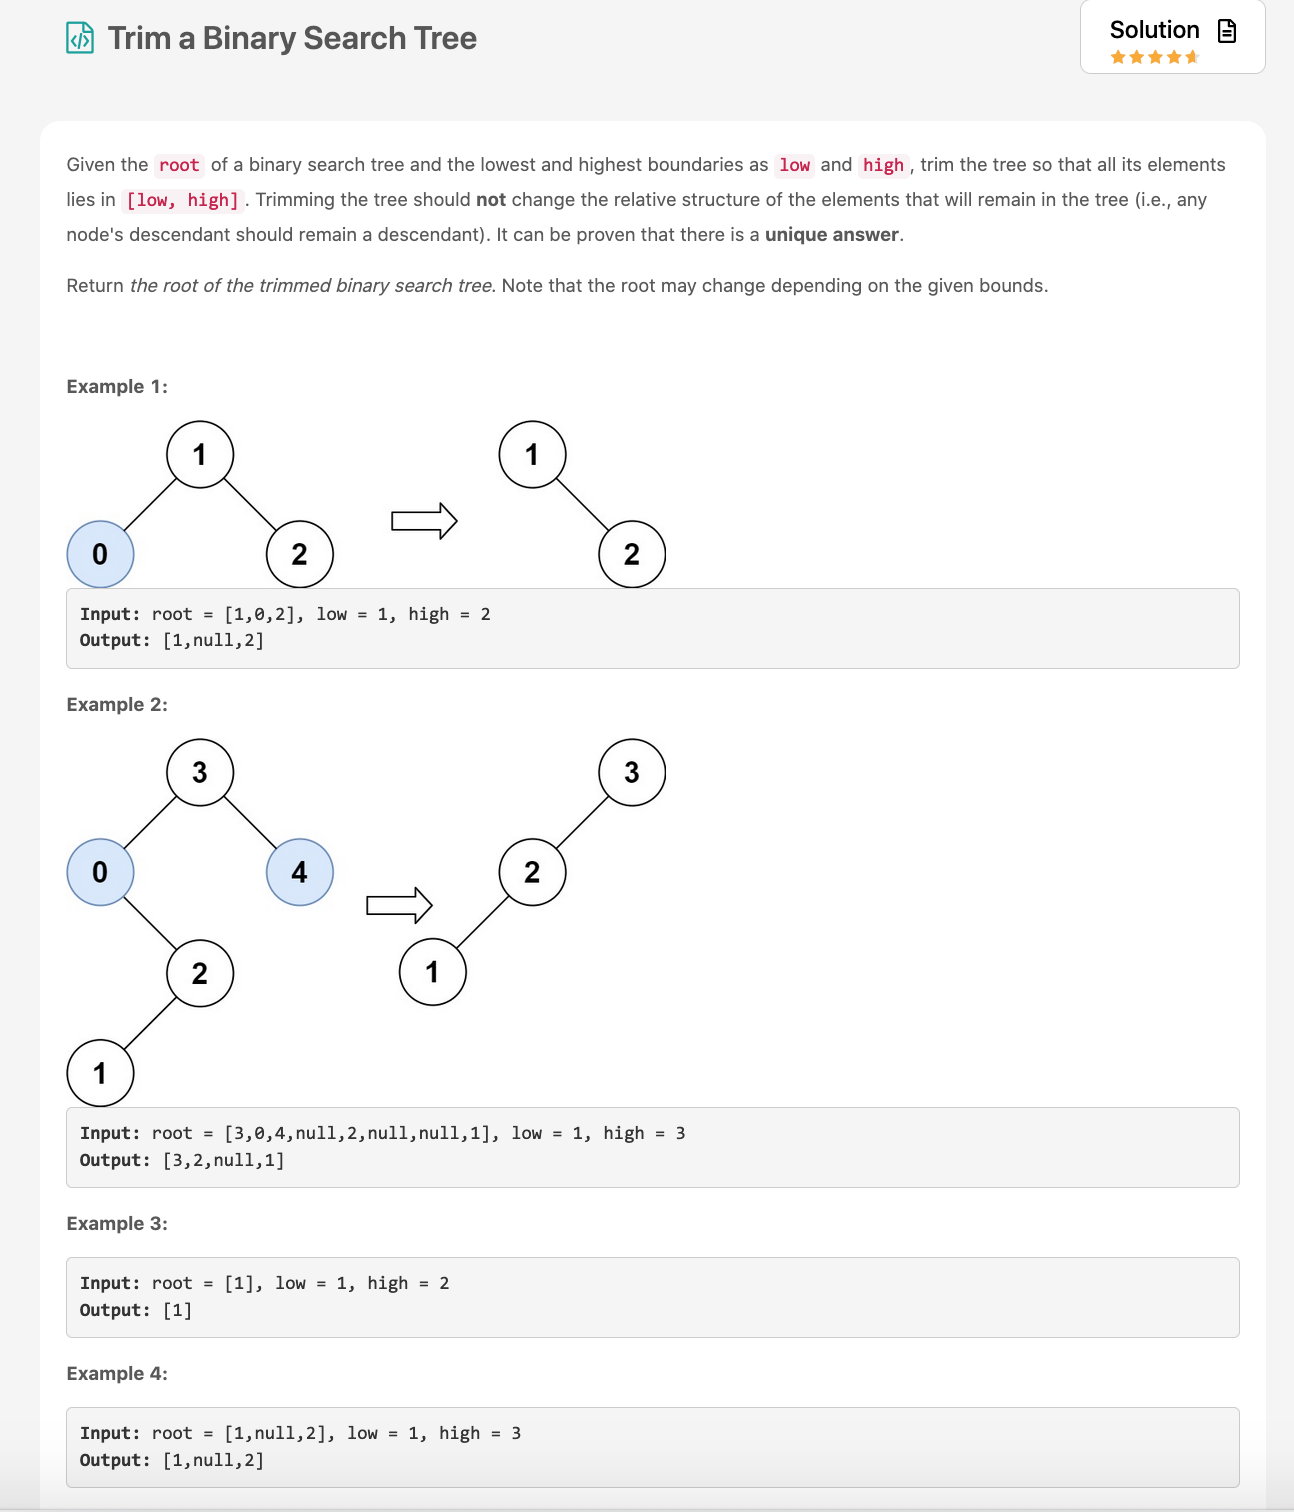 Trim a Binary Search Tree
Solution
Given the root of a binary search tree and the lowest and highest boundaries as low and high, trim the tree so that all its elements
lies in [low, high]. Trimming the tree should not change the relative structure of the elements that will remain in the tree (i.e., any
node's descendant should remain a descendant). It can be proven that there is a unique answer.
Return the root of the trimmed binary search tree. Note that the root may change depending on the given bounds.
Example 1:
1 1
0 2 2
Input: root = [1,0,2], low = 1, high = 2
Output: [1,null,2]
Example 2:
3 3
0 4 2
2 1
1
Input: root = [3,0,4,null,2,null,null,1], low = 1, high = 3
Output: [3,2,null,1]
Example 3:
Input: root = [1], low = 1, high = 2
Output: [1]
Example 4:
Input: root = [1,null,2], low = 1, high = 3
Output: [1,null,2]